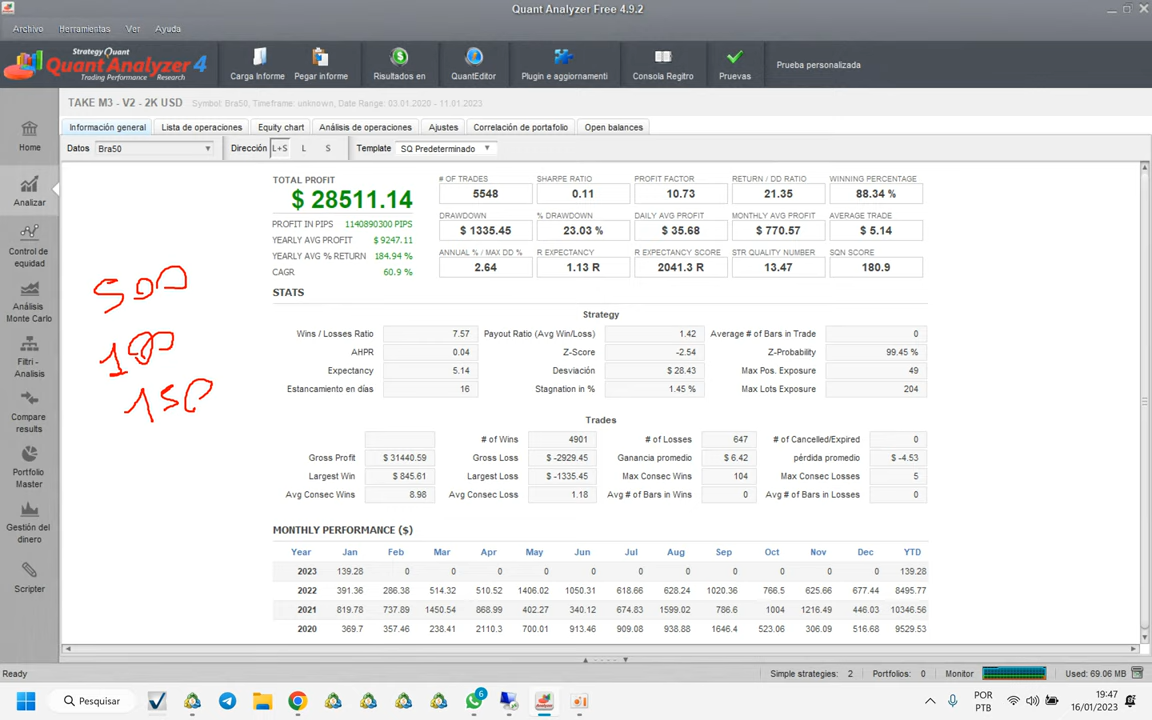 Quant Analyzer Free 4.9.2
Archivo Herramientas Ver Ayuda
StrategyQuant
QuantAnalyzer 4
Trading Performance Research
Carga Informe Pegar informe Risultados en QuantEditor Plugin e aggiornamenti Consola Regitro Pruevas Prueba personalizada
TAKE M3 - V2 - 2K USD Symbol: Bra50, Timeframe: unknown, Date Range: 03.01.2020 - 11.01.2023
Información general Lista de operaciones Equity chart Análisis de operaciones Ajustes Correlación de portafolio Open balances
Datos Bra50 Dirección L+S L S Template SQ Predeterminado
Home
Analizar
Control de equidad
Análisis Monte Carlo
Filtri - Analisis
Compare results
Portfolio Master
Gestión del dinero
Scripter
500
100
150
TOTAL PROFIT
$ 28511.14
PROFIT IN PIPS 1140890300 PIPS
YEARLY AVG PROFIT $ 9247.11
YEARLY AVG % RETURN 184.94 %
CAGR 60.9 %
# OF TRADES SHARPE RATIO PROFIT FACTOR RETURN / DD RATIO WINNING PERCENTAGE
5548 0.11 10.73 21.35 88.34 %
DRAWDOWN % DRAWDOWN DAILY AVG PROFIT MONTHLY AVG PROFIT AVERAGE TRADE
$ 1335.45 23.03 % $ 35.68 $ 770.57 $ 5.14
ANNUAL % / MAX DD % R EXPECTANCY R EXPECTANCY SCORE STR QUALITY NUMBER SQN SCORE
2.64 1.13 R 2041.3 R 13.47 180.9
STATS
Strategy
Wins / Losses Ratio 7.57 Payout Ratio (Avg Win/Loss) 1.42 Average # of Bars in Trade 0
AHPR 0.04 Z-Score -2.54 Z-Probability 99.45 %
Expectancy 5.14 Desviación $ 28.43 Max Pos. Exposure 49
Estancamiento en días 16 Stagnation in % 1.45 % Max Lots Exposure 204
Trades
# of Wins 4901 # of Losses 647 # of Cancelled/Expired 0
Gross Profit $ 31440.59 Gross Loss $ -2929.45 Ganancia promedio $ 6.42 pérdida promedio $ -4.53
Largest Win $ 845.61 Largest Loss $ -1335.45 Max Consec Wins 104 Max Consec Losses 5
Avg Consec Wins 8.98 Avg Consec Loss 1.18 Avg # of Bars in Wins 0 Avg # of Bars in Losses 0
MONTHLY PERFORMANCE ($)
Year Jan Feb Mar Apr May Jun Jul Aug Sep Oct Nov Dec YTD
2023 139.28 0 0 0 0 0 0 0 0 0 0 0 139.28
2022 391.36 286.38 514.32 510.52 1406.02 1050.31 618.66 628.24 1020.36 766.5 625.66 677.44 8495.77
2021 819.78 737.89 1450.54 868.99 402.27 340.12 674.83 1599.02 786.6 1004 1216.49 446.03 10346.56
2020 369.7 357.46 238.41 2110.3 700.01 913.46 909.08 938.88 1646.4 523.06 306.09 516.68 9529.53
Ready Simple strategies: 2 Portfolios: 0 Monitor Used: 69.06 MB
Pesquisar 6 POR PTB 19:47 16/01/2023